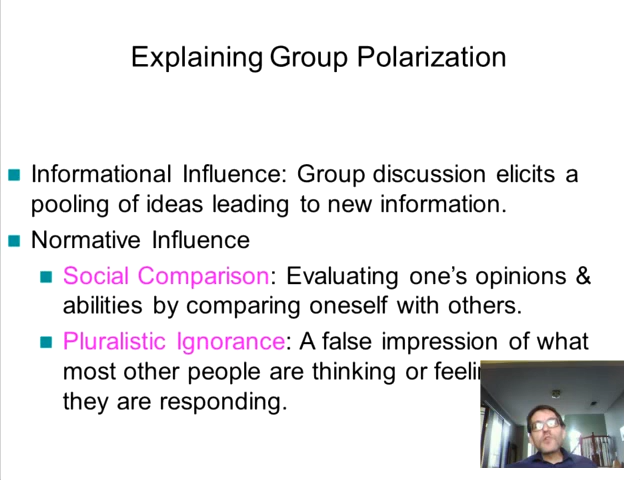 Explaining Group Polarization
Informational Influence: Group discussion elicits a
pooling of ideas leading to new information.
Normative Influence
Social Comparison: Evaluating one's opinions &
abilities by comparing oneself with others.
Pluralistic Ignorance: A false impression of what
most other people are thinking or
they are responding.